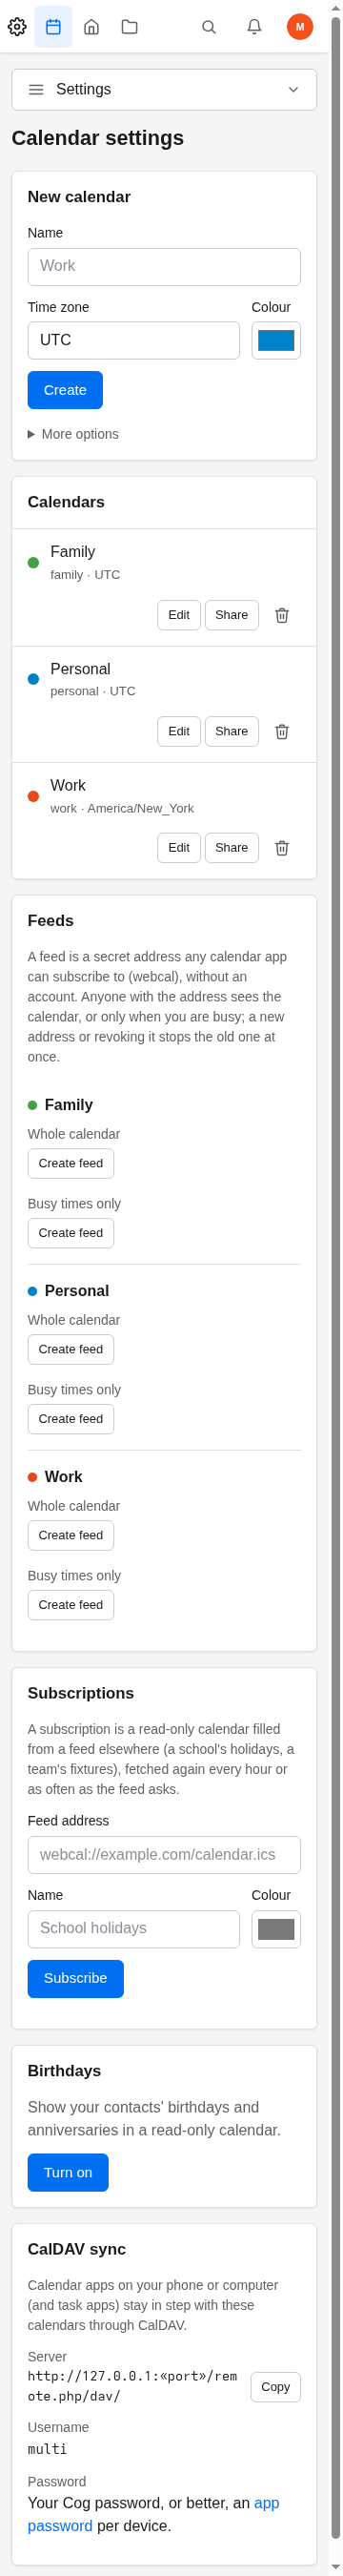 M
Settings
Calendar settings
New calendar
Name
Work
Time zone
Colour
UTC
Create
More options
Calendars
Family
family · UTC
Edit
Share
Personal
personal · UTC
Edit
Share
Work
work · America/New_York
Edit
Share
Feeds
A feed is a secret address any calendar app
can subscribe to (webcal), without an
account. Anyone with the address sees the
calendar, or only when you are busy; a new
address or revoking it stops the old one at
once.
Family
Whole calendar
Create feed
Busy times only
Create feed
Personal
Whole calendar
Create feed
Busy times only
Create feed
Work
Whole calendar
Create feed
Busy times only
Create feed
Subscriptions
A subscription is a read-only calendar filled
from a feed elsewhere (a school's holidays, a
team's fixtures), fetched again every hour or
as often as the feed asks.
Feed address
webcal://example.com/calendar.ics
Name
Colour
School holidays
Subscribe
Birthdays
Show your contacts' birthdays and
anniversaries in a read-only calendar.
Turn on
CalDAV sync
Calendar apps on your phone or computer
(and task apps) stay in step with these
calendars through CalDAV.
Server
http://127.0.0.1:«port»/rem
ote.php/dav/
Copy
Username
multi
Password
Your Cog password, or better, an app
password per device.